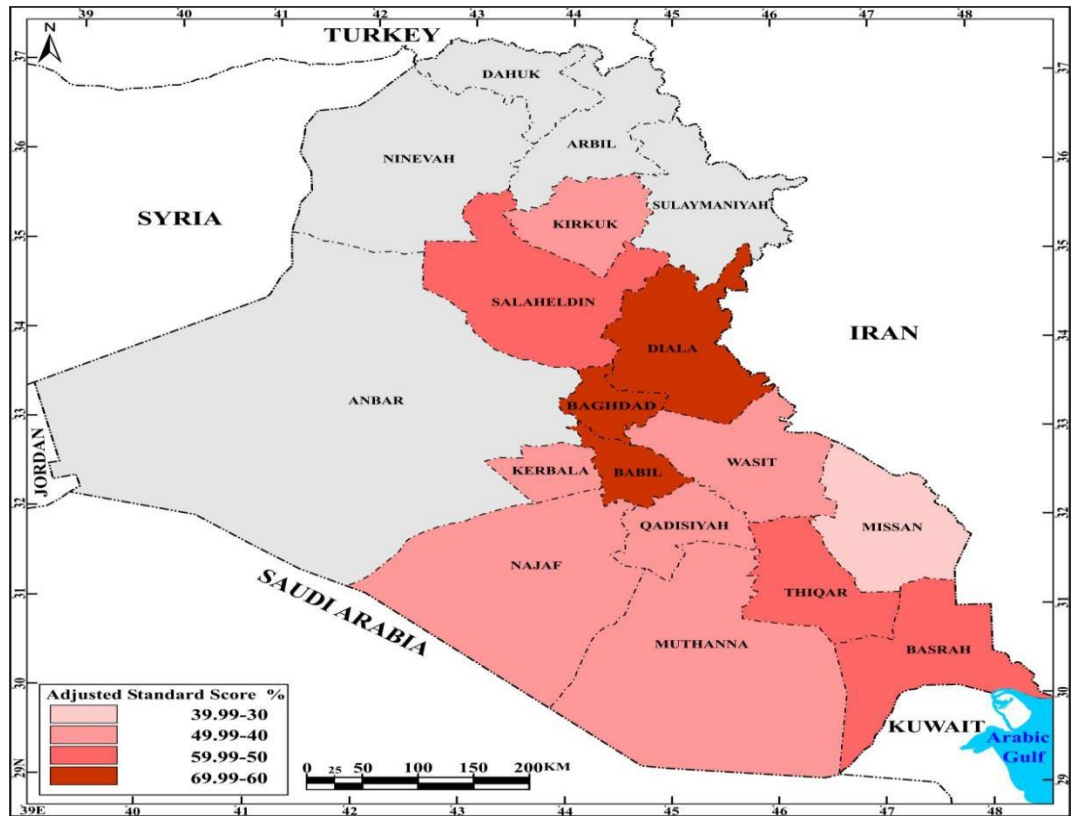 39 42 43 44 45 46 47 48
N
TURKEY
37
37
DAHUK
36
NINEVAH
ARBIL
36
SYRIA
SULAYMANIYAH
KIRKUK
35
35
SALAHELDIN
IRAN
34
DIALA
34
ANBAR
BAGHDAD
33
33
JORDAN
KERBALA
BABIL
WASIT
32
32
QADISIYAH
MISSAN
NAJAF
31
THIQAR
31
SAUDI ARABIA
MUTHANNA
BASRAH
30
30
Adjusted Standard Score %
39.99-30
49.99-40
59.99-50
69.99-60
KUWAIT
Arabic
Gulf
29N
29
0 25 50 100 150 200KM
39E 40 41 42 43 44 45 46 47 48